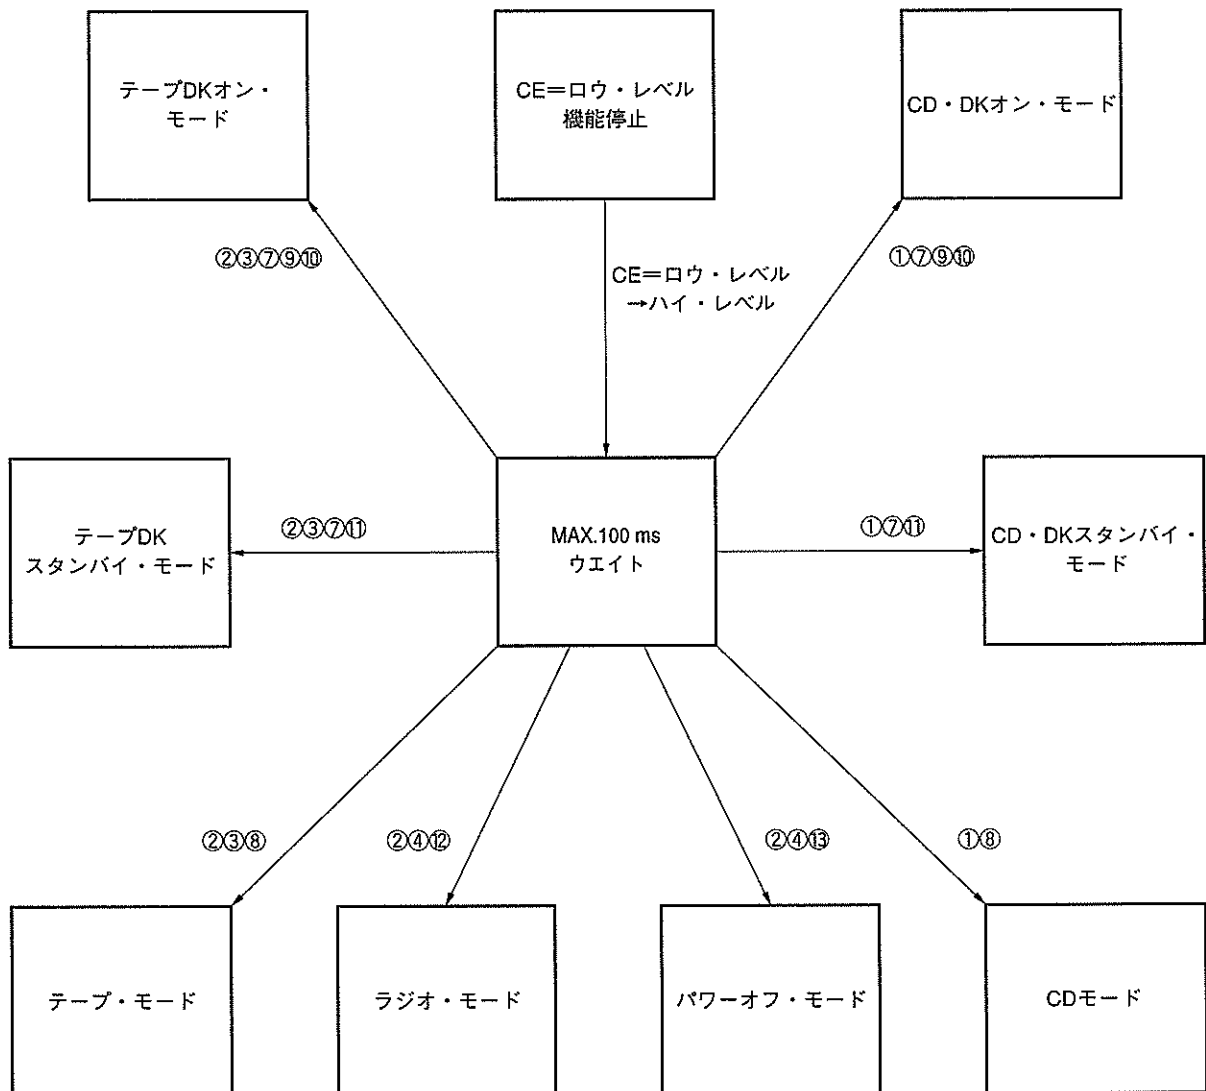 テープDKオン・
モード
CE=ロウ・レベル
機能停止
CD・DKオン・モード
②③⑦⑨⑩
CE=ロウ・レベル
→ハイ・レベル
①⑦⑨⑩
テープDK
スタンバイ・モード
②③⑦⑪
MAX.100 ms
ウエイト
①⑦⑪
CD・DKスタンバイ・
モード
②③⑧
②④⑫
②④⑬
①⑧
テープ・モード
ラジオ・モード
パワーオフ・モード
CDモード